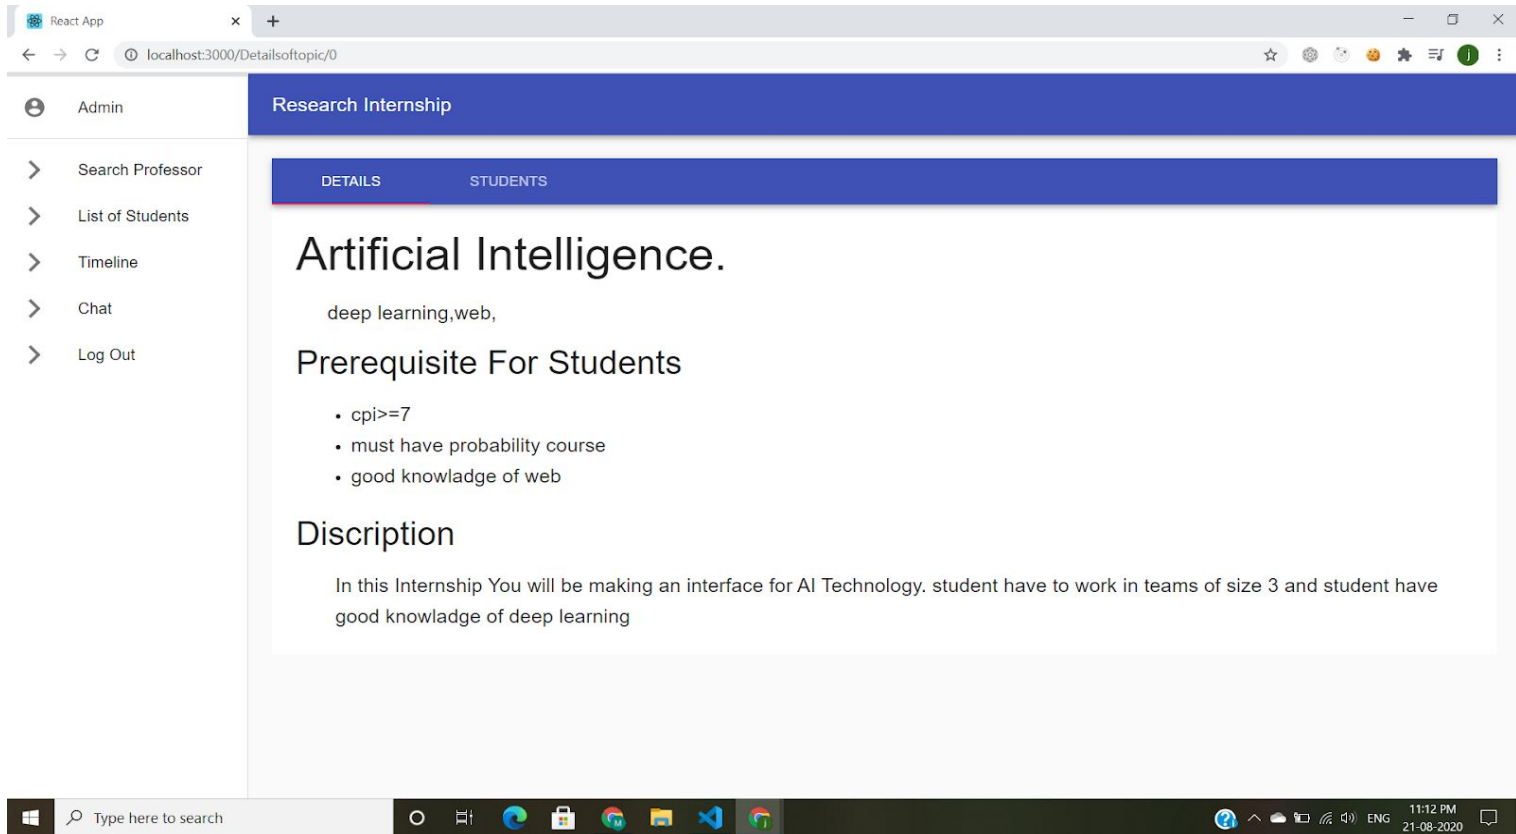 React App
localhost:3000/Detailsoftopic/0
j
Admin
Research Internship
Search Professor
List of Students
Timeline
Chat
Log Out
DETAILS
STUDENTS
Artificial Intelligence.
deep learning,web,
Prerequisite For Students
• cpi>=7
• must have probability course
• good knowladge of web
Discription
In this Internship You will be making an interface for AI Technology. student have to work in teams of size 3 and student have
good knowladge of deep learning
Type here to search
ENG
11:12 PM
21-08-2020